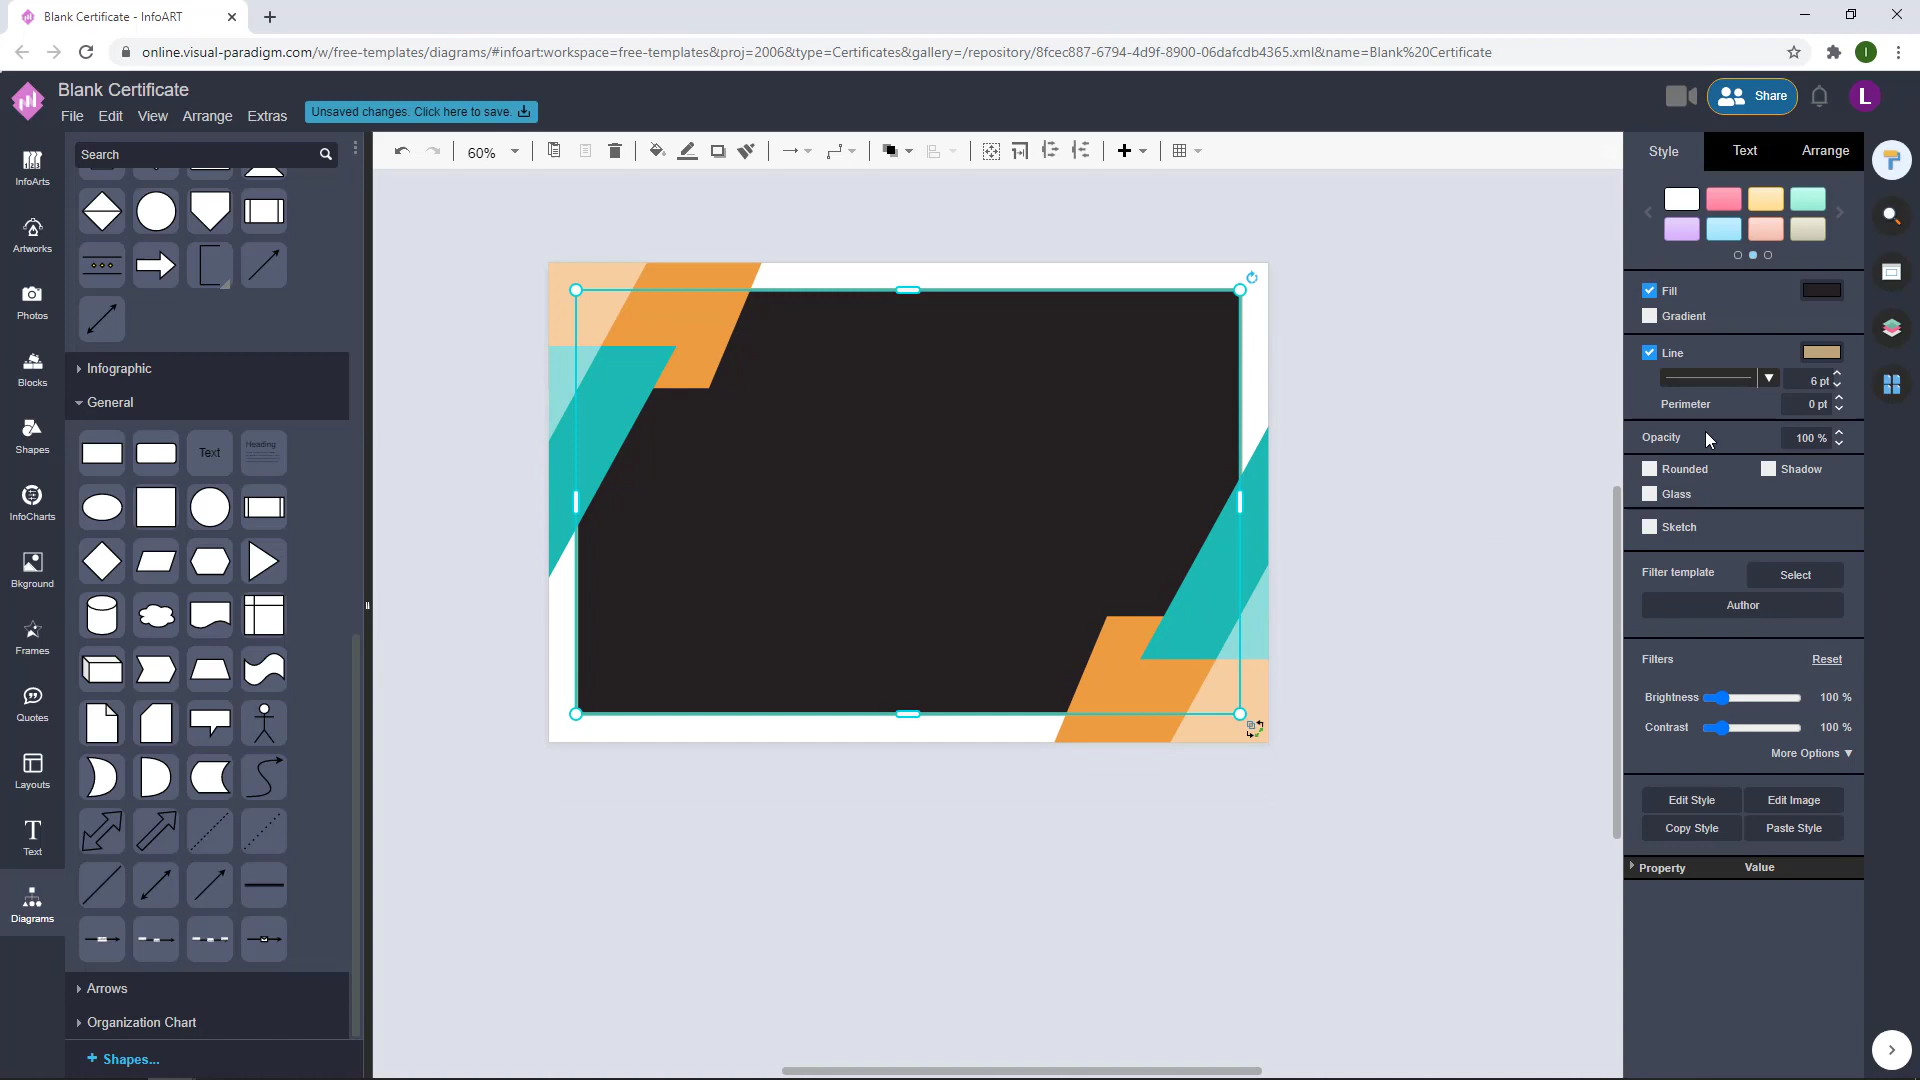 Blank Certificate - InfoART
online.visual-paradigm.com/w/free-templates/diagrams/#infoart:workspace=free-templates&proj=2006&type=Certificates&gallery=/repository/8fcec887-6794-4d9f-8900-06dafcdb4365.xml&name=Blank%20Certificate
I
Blank Certificate
File Edit View Arrange Extras
Unsaved changes. Click here to save.
Share
L
Search
60%
Style Text Arrange
InfoArts
Artworks
Photos
Blocks
Shapes
InfoCharts
Bkground
Frames
Quotes
Layouts
Text
Diagrams
Infographic
General
Text
Heading
Arrows
Organization Chart
+ Shapes...
Fill
Gradient
Line
6 pt
Perimeter 0 pt
Opacity 100 %
Rounded Shadow
Glass
Sketch
Filter template Select
Author
Filters Reset
Brightness 100 %
Contrast 100 %
More Options ▼
Edit Style Edit Image
Copy Style Paste Style
Property Value